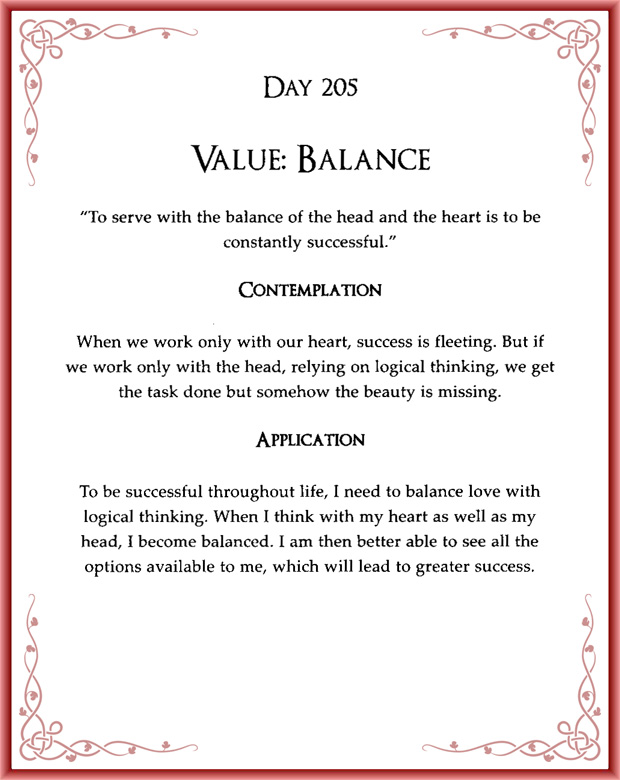 DAY 205
VALUE: BALANCE
"To serve with the balance of the head and the heart is to be
constantly successful."
CONTEMPLATION
When we work only with our heart, success is fleeting. But if
we work only with the head, relying on logical thinking, we get
the task done but somehow the beauty is missing.
APPLICATION
To be successful throughout life, I need to balance love with
logical thinking. When I think with my heart as well as my
head, I become balanced. I am then better able to see all the
options available to me, which will lead to greater success.